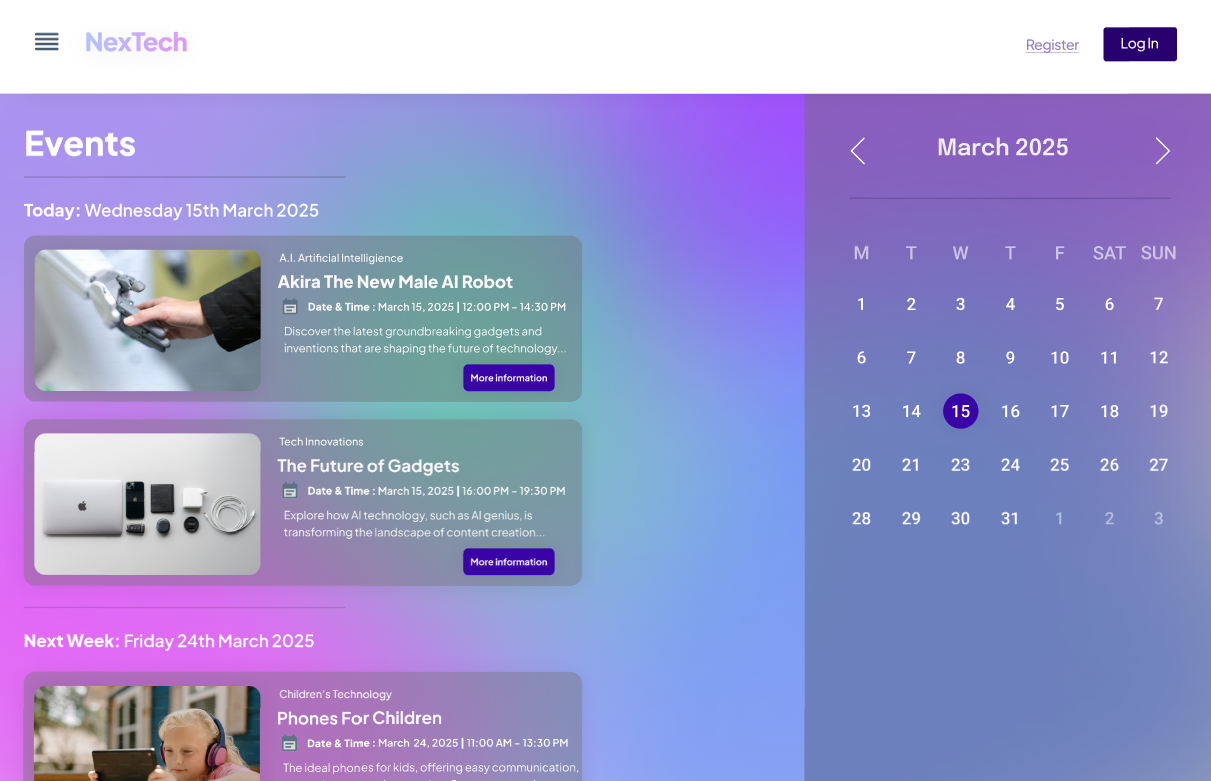 NexTech
Register
Log In
Events
Today: Wednesday 15th March 2025
A.I. Artificial Intelligience
Akira The New Male AI Robot
Date & Time : March 15, 2025 | 12:00 PM – 14:30 PM
Discover the latest groundbreaking gadgets and
inventions that are shaping the future of technology...
More information
Tech Innovations
The Future of Gadgets
Date & Time : March 15, 2025 | 16:00 PM – 19:30 PM
Explore how AI technology, such as AI genius, is
transforming the landscape of content creation...
More information
Next Week: Friday 24th March 2025
Children's Technology
Phones For Children
Date & Time : March 24, 2025 | 11:00 AM – 13:30 PM
The ideal phones for kids, offering easy communication,
March 2025
M T W T F SAT SUN
1 2 3 4 5 6 7
6 7 8 9 10 11 12
13 14 15 16 17 18 19
20 21 23 24 25 26 27
28 29 30 31 1 2 3